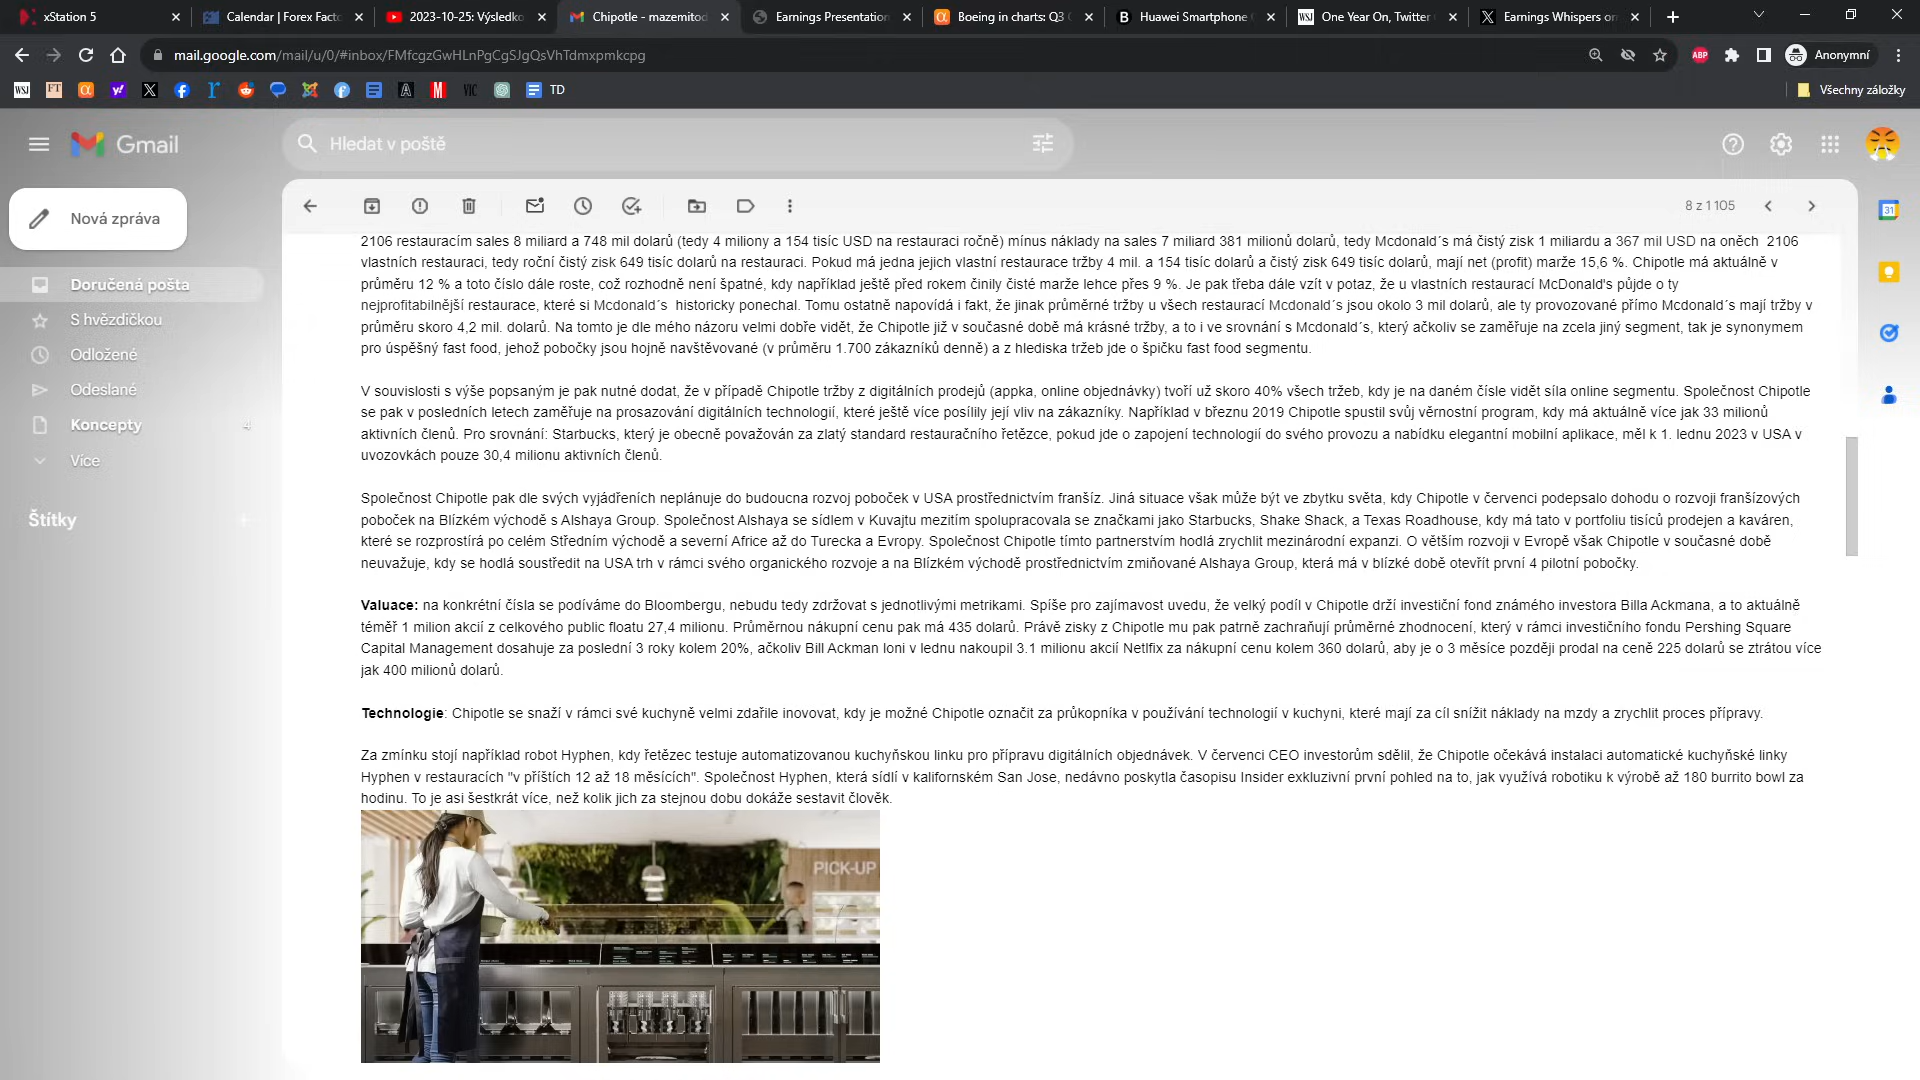 xStation 5
Calendar | Forex Facto
2023-10-25: Výsledko
Chipotle - mazemitod
Earnings Presentation
Boeing in charts: Q3
Huawei Smartphone
One Year On, Twitter
Earnings Whispers on
mail.google.com/mail/u/0/#inbox/FMfcgzGwHLnPgCgSJgQsVhTdmxpmkcpg
ABP
Anonymní
TD
Všechny záložky
Gmail
Hledat v poště
Nová zpráva
8 z 1 105
Doručená pošta
S hvězdičkou
Odložené
Odeslané
Koncepty 4
Více
Štítky
2106 restauracím sales 8 miliard a 748 mil dolarů (tedy 4 miliony a 154 tisíc USD na restauraci ročně) mínus náklady na sales 7 miliard 381 milionů dolarů, tedy Mcdonald´s má čistý zisk 1 miliardu a 367 mil USD na oněch 2106
vlastních restauraci, tedy roční čistý zisk 649 tisíc dolarů na restauraci. Pokud má jedna jejich vlastní restaurace tržby 4 mil. a 154 tisíc dolarů a čistý zisk 649 tisíc dolarů, mají net (profit) marže 15,6 %. Chipotle má aktuálně v
průměru 12 % a toto číslo dále roste, což rozhodně není špatné, kdy například ještě před rokem činily čisté marže lehce přes 9 %. Je pak třeba dále vzít v potaz, že u vlastních restaurací McDonald's půjde o ty
nejprofitabilnější restaurace, které si Mcdonald´s historicky ponechal. Tomu ostatně napovídá i fakt, že jinak průměrné tržby u všech restaurací Mcdonald´s jsou okolo 3 mil dolarů, ale ty provozované přímo Mcdonald´s mají tržby v
průměru skoro 4,2 mil. dolarů. Na tomto je dle mého názoru velmi dobře vidět, že Chipotle již v současné době má krásné tržby, a to i ve srovnání s Mcdonald´s, který ačkoliv se zaměřuje na zcela jiný segment, tak je synonymem
pro úspěšný fast food, jehož pobočky jsou hojně navštěvované (v průměru 1.700 zákazníků denně) a z hlediska tržeb jde o špičku fast food segmentu.
V souvislosti s výše popsaným je pak nutné dodat, že v případě Chipotle tržby z digitálních prodejů (appka, online objednávky) tvoří už skoro 40% všech tržeb, kdy je na daném čísle vidět síla online segmentu. Společnost Chipotle
se pak v posledních letech zaměřuje na prosazování digitálních technologií, které ještě více posílily její vliv na zákazníky. Například v březnu 2019 Chipotle spustil svůj věrnostní program, kdy má aktuálně více jak 33 milionů
aktivních členů. Pro srovnání: Starbucks, který je obecně považován za zlatý standard restauračního řetězce, pokud jde o zapojení technologií do svého provozu a nabídku elegantní mobilní aplikace, měl k 1. lednu 2023 v USA v
uvozovkách pouze 30,4 milionu aktivních členů.
Společnost Chipotle pak dle svých vyjádřeních neplánuje do budoucna rozvoj poboček v USA prostřednictvím franšíz. Jiná situace však může být ve zbytku světa, kdy Chipotle v červenci podepsalo dohodu o rozvoji franšízových
poboček na Blízkém východě s Alshaya Group. Společnost Alshaya se sídlem v Kuvajtu mezitím spolupracovala se značkami jako Starbucks, Shake Shack, a Texas Roadhouse, kdy má tato v portfoliu tisíců prodejen a kaváren,
které se rozprostírá po celém Středním východě a severní Africe až do Turecka a Evropy. Společnost Chipotle tímto partnerstvím hodlá zrychlit mezinárodní expanzi. O větším rozvoji v Evropě však Chipotle v současné době
neuvažuje, kdy se hodlá soustředit na USA trh v rámci svého organického rozvoje a na Blízkém východě prostřednictvím zmiňované Alshaya Group, která má v blízké době otevřít první 4 pilotní pobočky.
Valuace: na konkrétní čísla se podíváme do Bloombergu, nebudu tedy zdržovat s jednotlivými metrikami. Spíše pro zajímavost uvedu, že velký podíl v Chipotle drží investiční fond známého investora Billa Ackmana, a to aktuálně
téměř 1 milion akcií z celkového public floatu 27,4 milionu. Průměrnou nákupní cenu pak má 435 dolarů. Právě zisky z Chipotle mu pak patrně zachraňují průměrné zhodnocení, který v rámci investičního fondu Pershing Square
Capital Management dosahuje za poslední 3 roky kolem 20%, ačkoliv Bill Ackman loni v lednu nakoupil 3.1 milionu akcií Netlfix za nákupní cenu kolem 360 dolarů, aby je o 3 měsíce později prodal na ceně 225 dolarů se ztrátou více
jak 400 milionů dolarů.
Technologie: Chipotle se snaží v rámci své kuchyně velmi zdařile inovovat, kdy je možné Chipotle označit za průkopníka v používání technologií v kuchyni, které mají za cíl snížit náklady na mzdy a zrychlit proces přípravy.
Za zmínku stojí například robot Hyphen, kdy řetězec testuje automatizovanou kuchyňskou linku pro přípravu digitálních objednávek. V červenci CEO investorům sdělil, že Chipotle očekává instalaci automatické kuchyňské linky
Hyphen v restauracích "v příštích 12 až 18 měsících". Společnost Hyphen, která sídlí v kalifornském San Jose, nedávno poskytla časopisu Insider exkluzivní první pohled na to, jak využívá robotiku k výrobě až 180 burrito bowl za
hodinu. To je asi šestkrát více, než kolik jich za stejnou dobu dokáže sestavit člověk.
PICK-UP